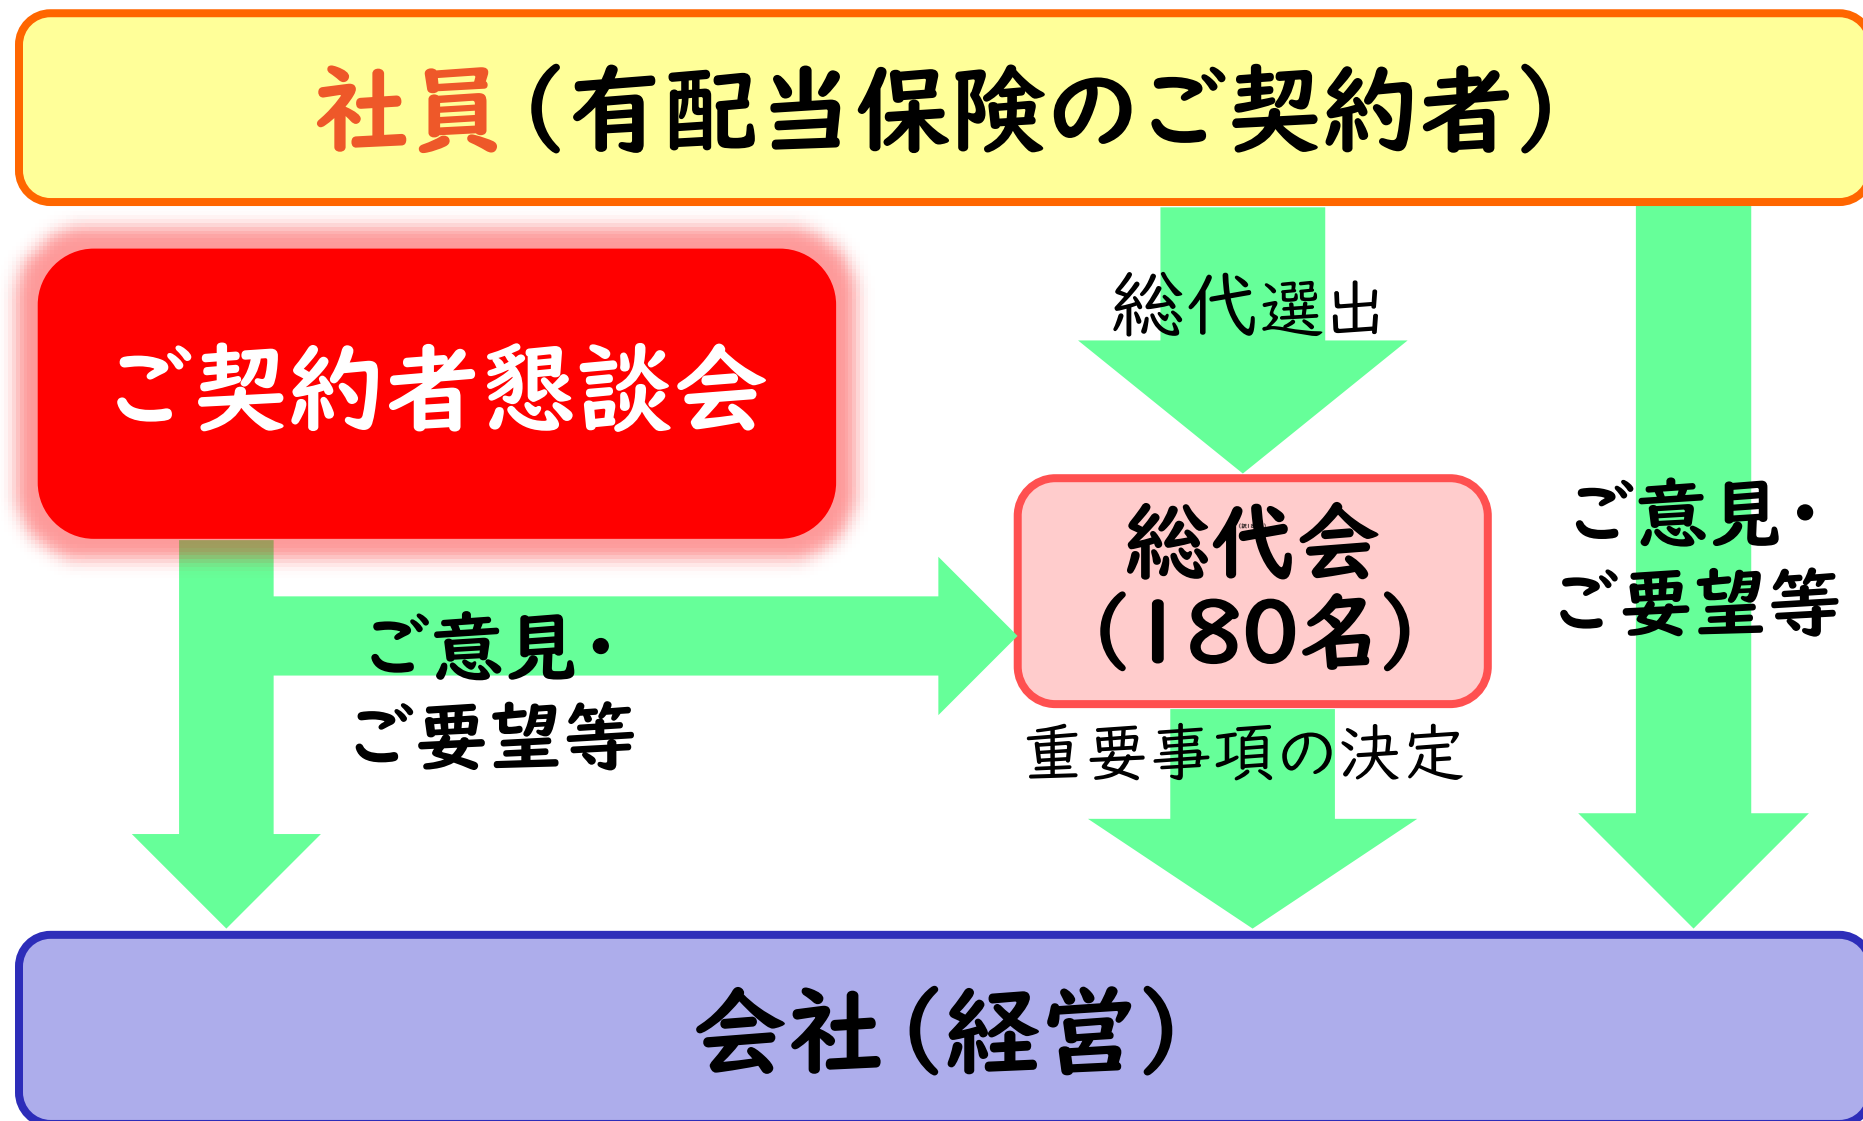 社員（有配当保険のご契約者）
ご契約者懇談会
総代選出
総代会
（180名）
ご意見・
ご要望等
ご意見・
ご要望等
重要事項の決定
会社（経営）